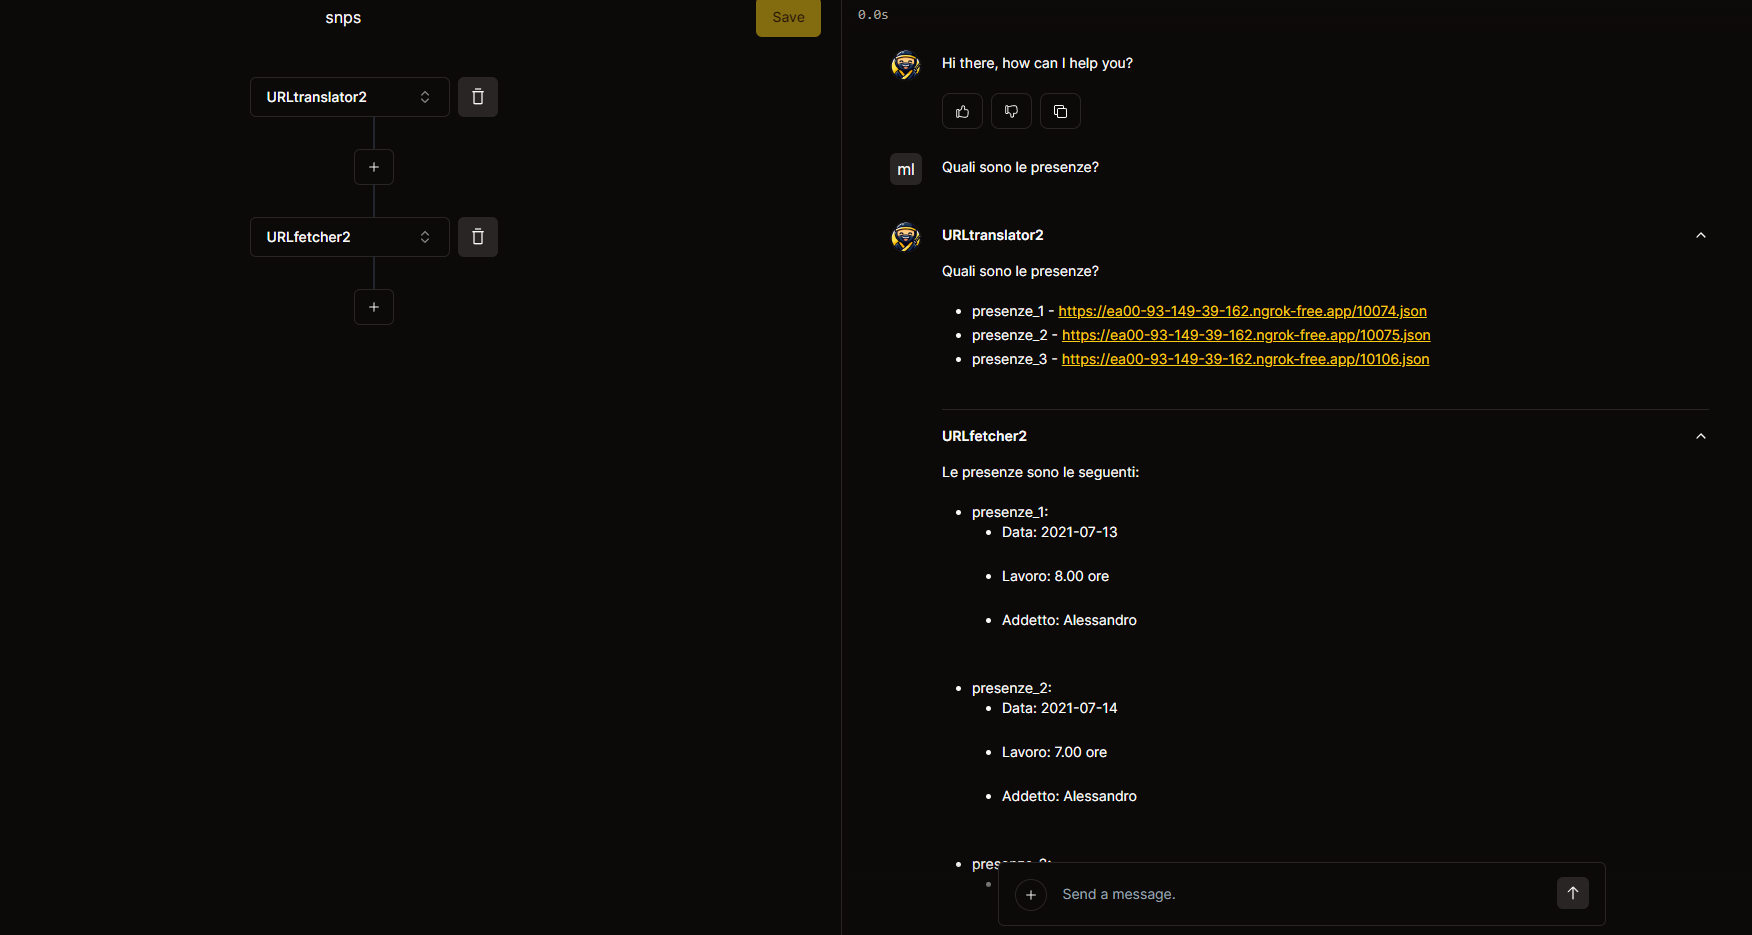 snps
Save
URLtranslator2
URLfetcher2
0.0s
Hi there, how can I help you?
ml
Quali sono le presenze?
URLtranslator2
Quali sono le presenze?
presenze_1 - https://ea00-93-149-39-162.ngrok-free.app/10074.json
presenze_2 - https://ea00-93-149-39-162.ngrok-free.app/10075.json
presenze_3 - https://ea00-93-149-39-162.ngrok-free.app/10106.json
URLfetcher2
Le presenze sono le seguenti:
presenze_1:
Data: 2021-07-13
Lavoro: 8.00 ore
Addetto: Alessandro
presenze_2:
Data: 2021-07-14
Lavoro: 7.00 ore
Addetto: Alessandro
Send a message.